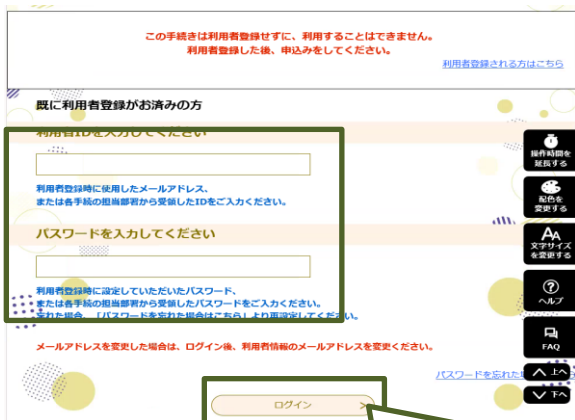 この手続きは利用者登録せずに、利用することはできません。
利用者登録した後、申込みをしてください。
利用者登録される方はこちら
既に利用者登録がお済みの方
利用者IDを入力してください
利用者登録時に使用したメールアドレス、
または各手続の担当部署から受領したIDをご入力ください。
パスワードを入力してください
利用者登録時に設定していただいたパスワード、
または各手続の担当部署から受領したパスワードをご入力ください。
忘れた場合、「パスワードを忘れた場合はこちら」より再設定してください。
メールアドレスを変更した場合は、ログイン後、利用者情報のメールアドレスを変更ください。
パスワードを忘れた
ログイン
操作時間を
延長する
配色を
変更する
文字サイズ
を変更する
ヘルプ
FAQ
上へ
下へ